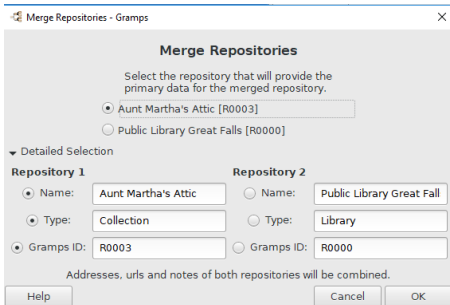 Merge Repositories - Gramps
Merge Repositories
Select the repository that will provide the
primary data for the merged repository.
Aunt Martha's Attic [R0003]
Public Library Great Falls [R0000]
Detailed Selection
Repository 1 Repository 2
Name: Aunt Martha's Attic Name: Public Library Great Fall
Type: Collection Type: Library
Gramps ID: R0003 Gramps ID: R0000
Addresses, urls and notes of both repositories will be combined.
Help Cancel OK